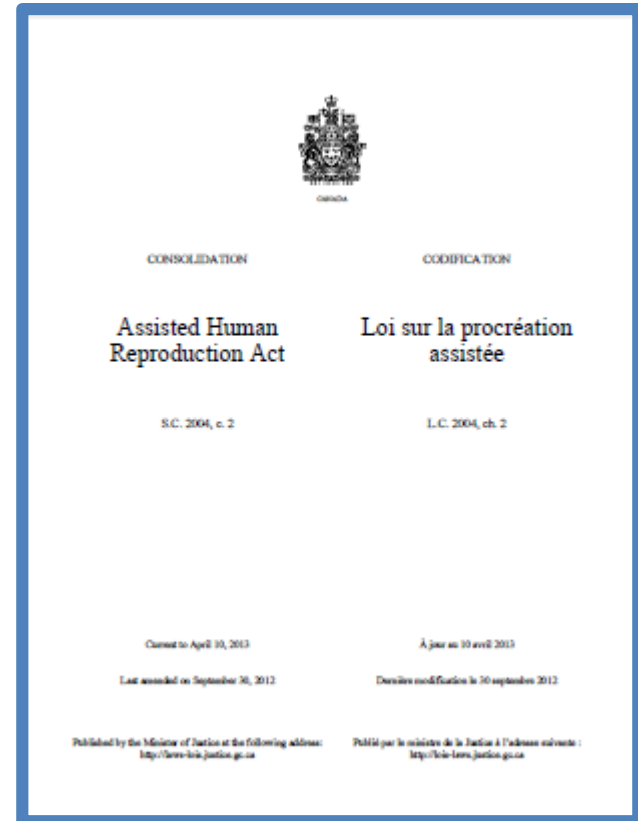 CANADA
CONSOLIDATION
CODIFICATION
Assisted Human
Reproduction Act
Loi sur la procréation
assistée
S.C. 2004, c. 2
L.C. 2004, ch. 2
Current to April 10, 2013
À jour au 10 avril 2013
Last amended on September 30, 2012
Dernière modification le 30 septembre 2012
Published by the Minister of Justice at the following address:
http://laws-lois.justice.gc.ca
Publié par le ministre de la Justice à l'adresse suivante :
http://lois-laws.justice.gc.ca